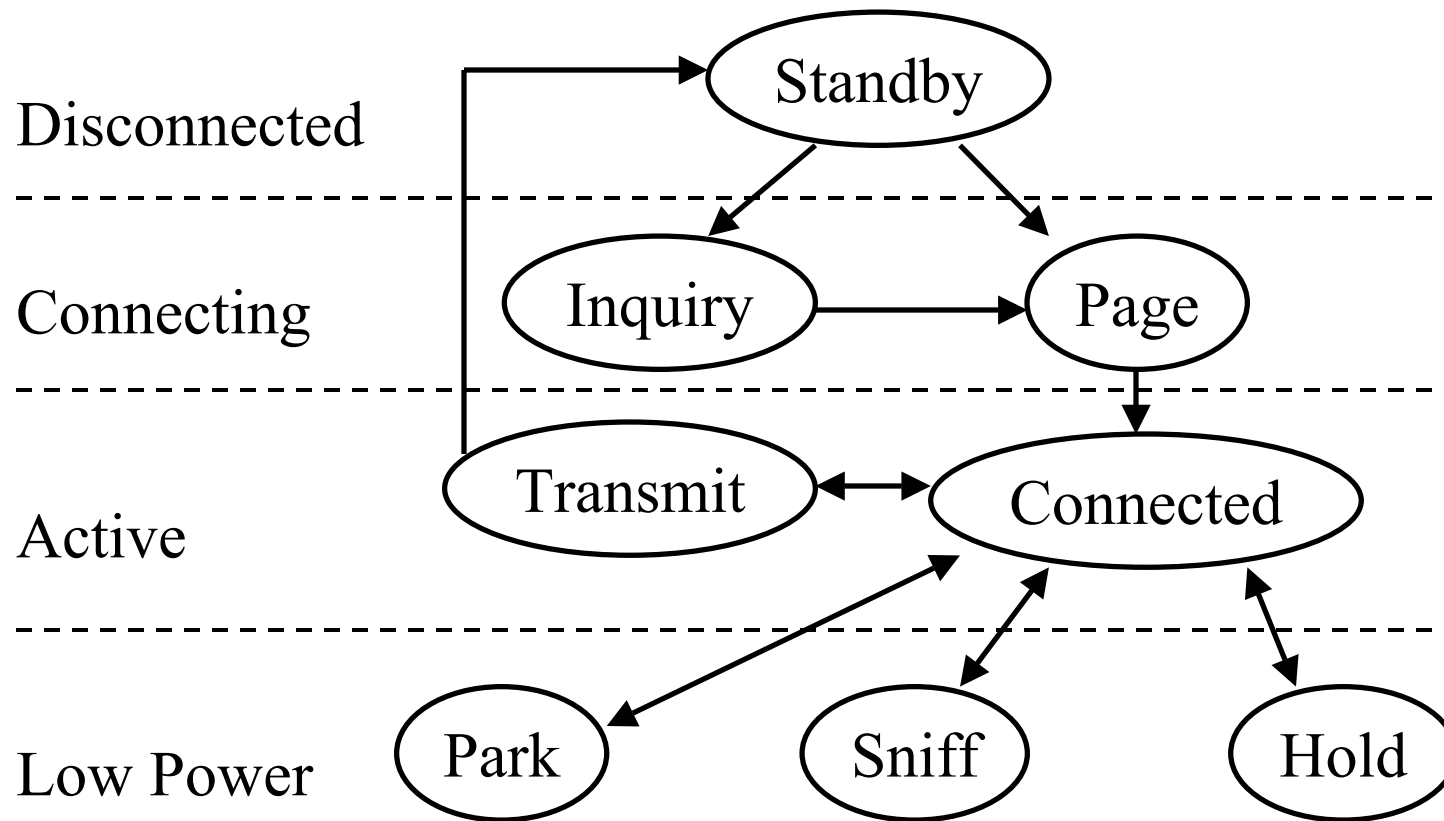 Standby
Disconnected
Connecting
Inquiry
Page
Transmit
Connected
Active
Low Power
Park
Sniff
Hold